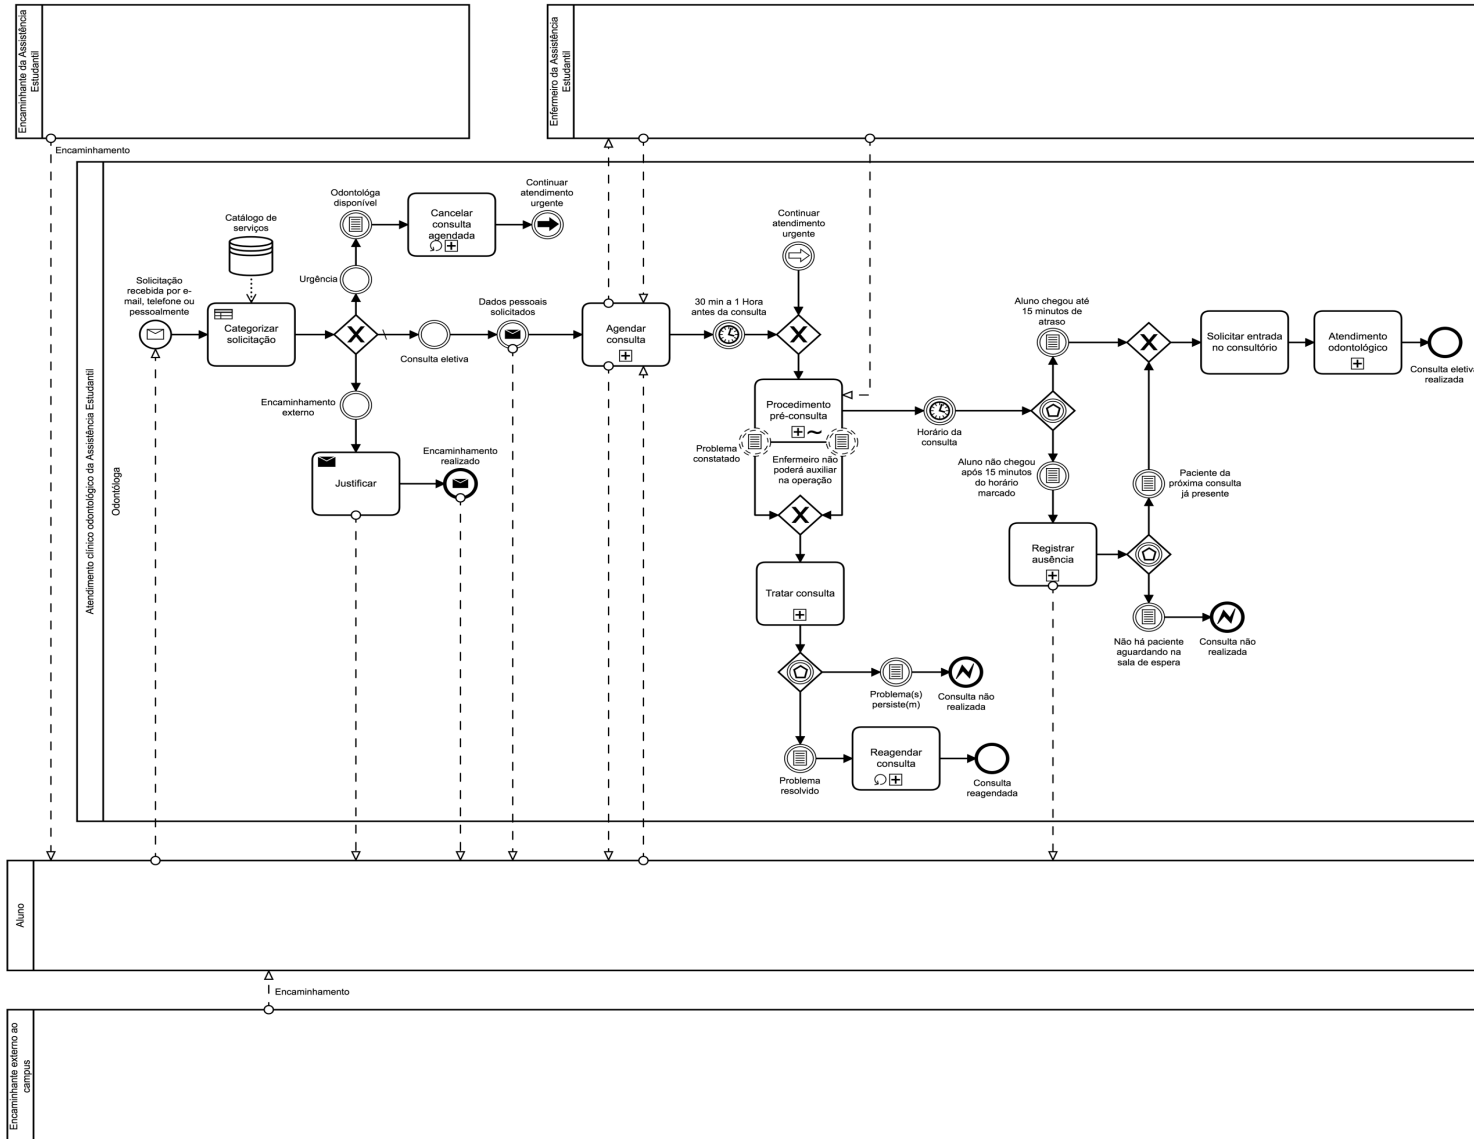 Encaminhante da Assistência
Estudantil
Enfermeiro da Assistência
Estudantil
Encaminhamento
Atendimento clínico odontológico da Assistência Estudantil
Odontóloga
Solicitação
recebida por e-
mail, telefone ou
pessoalmente
Catálogo de
serviços
Categorizar
solicitação
Odontológa
disponível
Urgência
Cancelar
consulta
agendada
Continuar
atendimento
urgente
Consulta eletiva
Dados pessoais
solicitados
Encaminhamento
externo
Justificar
Encaminhamento
realizado
Agendar
consulta
30 min a 1 Hora
antes da consulta
Continuar
atendimento
urgente
Procedimento
pré-consulta
Problema
constatado
Enfermeiro não
poderá auxiliar
na operação
Tratar consulta
Problema(s)
persiste(m)
Consulta não
realizada
Problema
resolvido
Reagendar
consulta
Consulta
reagendada
Horário da
consulta
Aluno chegou até
15 minutos de
atraso
Aluno não chegou
após 15 minutos
do horário
marcado
Registrar
ausência
Paciente da
próxima consulta
já presente
Não há paciente
aguardando na
sala de espera
Consulta não
realizada
Solicitar entrada
no consultório
Atendimento
odontológico
Consulta eletiva
realizada
Aluno
Encaminhamento
Encaminhante externo ao
campus